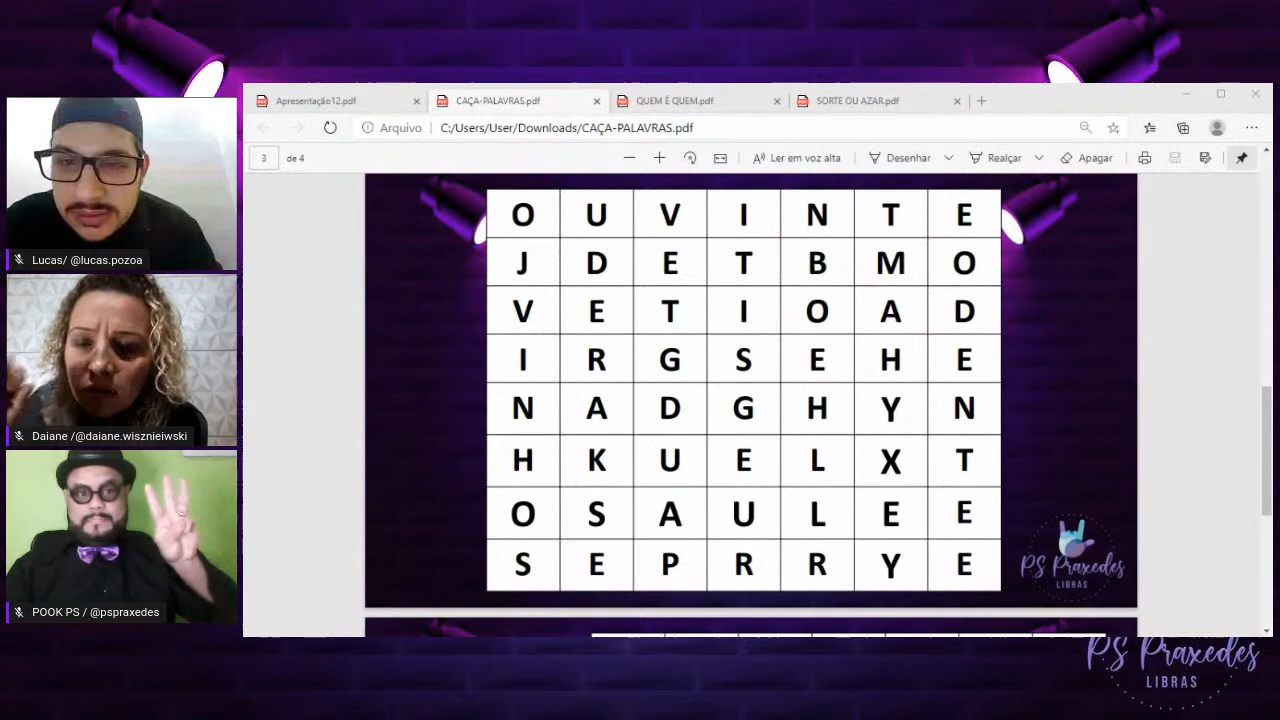 Apresentação12.pdf
CAÇA-PALAVRAS.pdf
QUEM É QUEM.pdf
SORTE OU AZAR.pdf
Arquivo
C:/Users/User/Downloads/CAÇA-PALAVRAS.pdf
3 de 4
Ler em voz alta
Desenhar
Realçar
Apagar
O U V I N T E
J D E T B M O
V E T I O A D
I R G S E H E
N A D G H Y N
H K U E L X T
O S A U L E E
S E P R R Y E
PS Praxedes
LIBRAS
Lucas/ @lucas.pozoa
Daiane /@daiane.wisznieiwski
POOK PS / @pspraxedes
PS Praxedes
LIBRAS